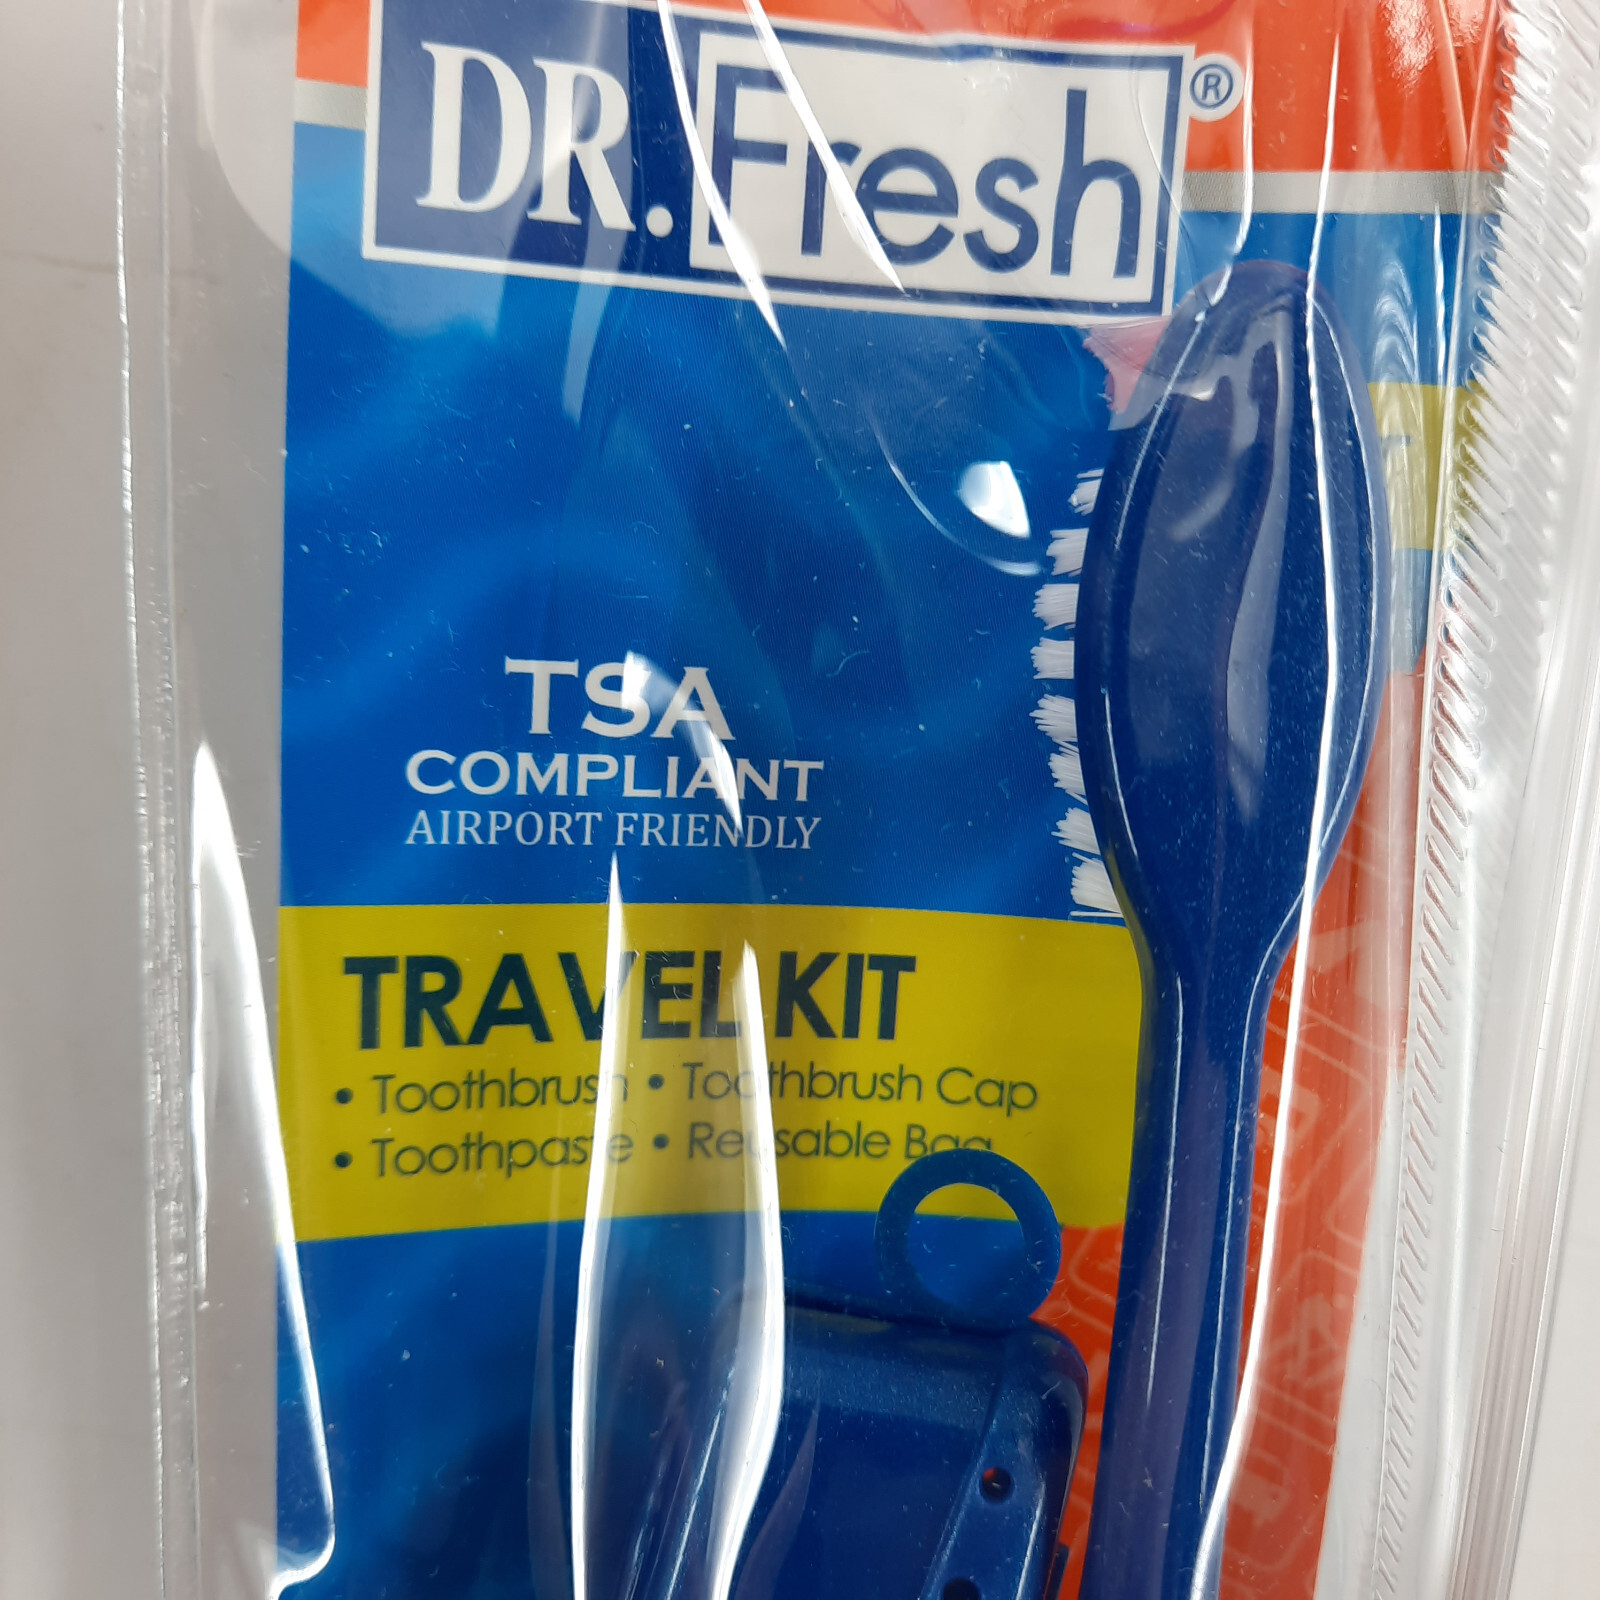 DR. Fresh®
TSA
COMPLIANT
AIRPORT FRIENDLY
TRAVEL KIT
• Toothbrush • Toothbrush Cap
• Toothpaste • Reusable Bag